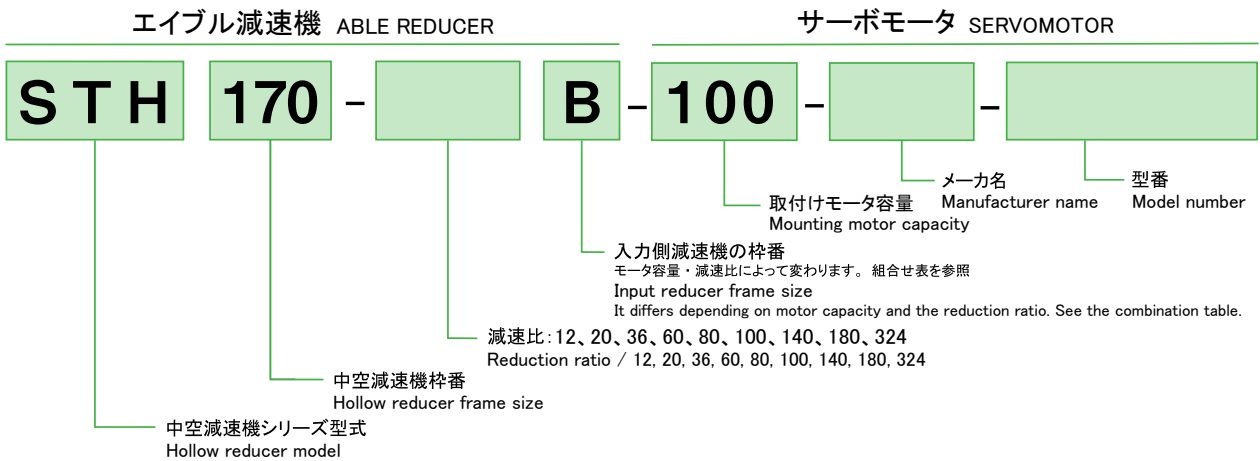 エイブル減速機 ABLE REDUCER
サーボモータ SERVOMOTOR
STH 170 - B - 100 - -
メーカ名
Manufacturer name
型番
Model number
取付けモータ容量
Mounting motor capacity
入力側減速機の枠番
モータ容量・減速比によって変わります。 組合せ表を参照
Input reducer frame size
It differs depending on motor capacity and the reduction ratio. See the combination table.
減速比:12、20、36、60、80、100、140、180、324
Reduction ratio / 12, 20, 36, 60, 80, 100, 140, 180, 324
中空減速機枠番
Hollow reducer frame size
中空減速機シリーズ型式
Hollow reducer model